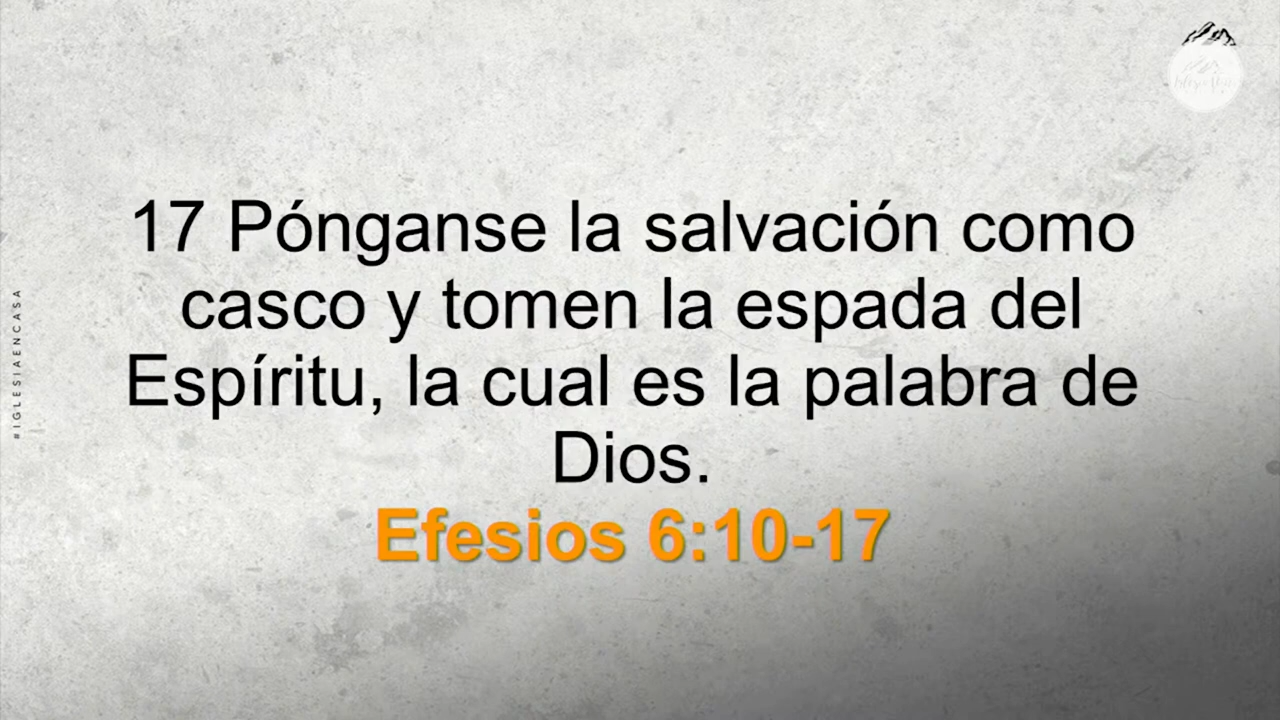 17 Pónganse la salvación como
casco y tomen la espada del
Espíritu, la cual es la palabra de
Dios.
Efesios 6:10-17
#IGLESIAENCASA